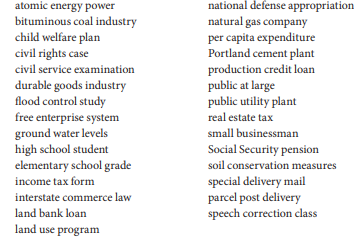 atomic energy power
bituminous coal industry
child welfare plan
civil rights case
civil service examination
durable goods industry
flood control study
free enterprise system
ground water levels
high school student
elementary school grade
income tax form
interstate commerce law
land bank loan
land use program
national defense appropriation
natural gas company
per capita expenditure
Portland cement plant
production credit loan
public at large
public utility plant
real estate tax
small businessman
Social Security pension
soil conservation measures
special delivery mail
parcel post delivery
speech correction class